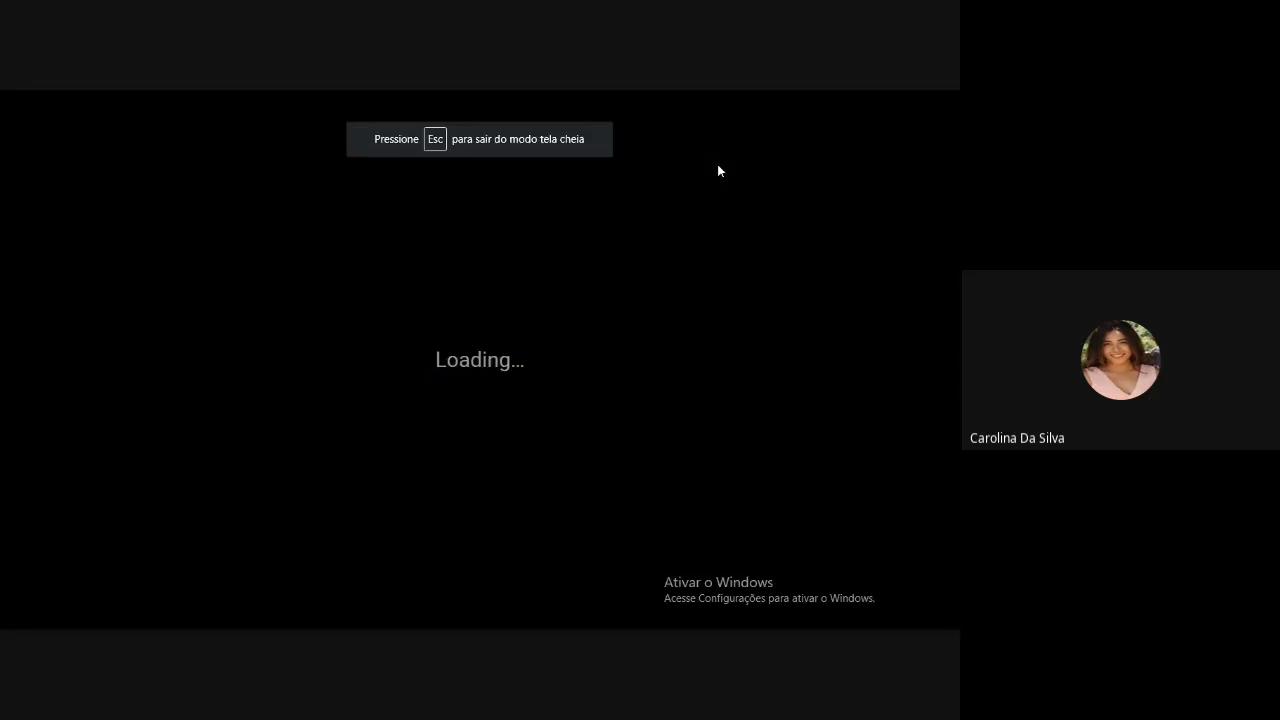 Pressione Esc para sair do modo tela cheia
Loading...
Carolina Da Silva
Ativar o Windows
Acesse Configurações para ativar o Windows.